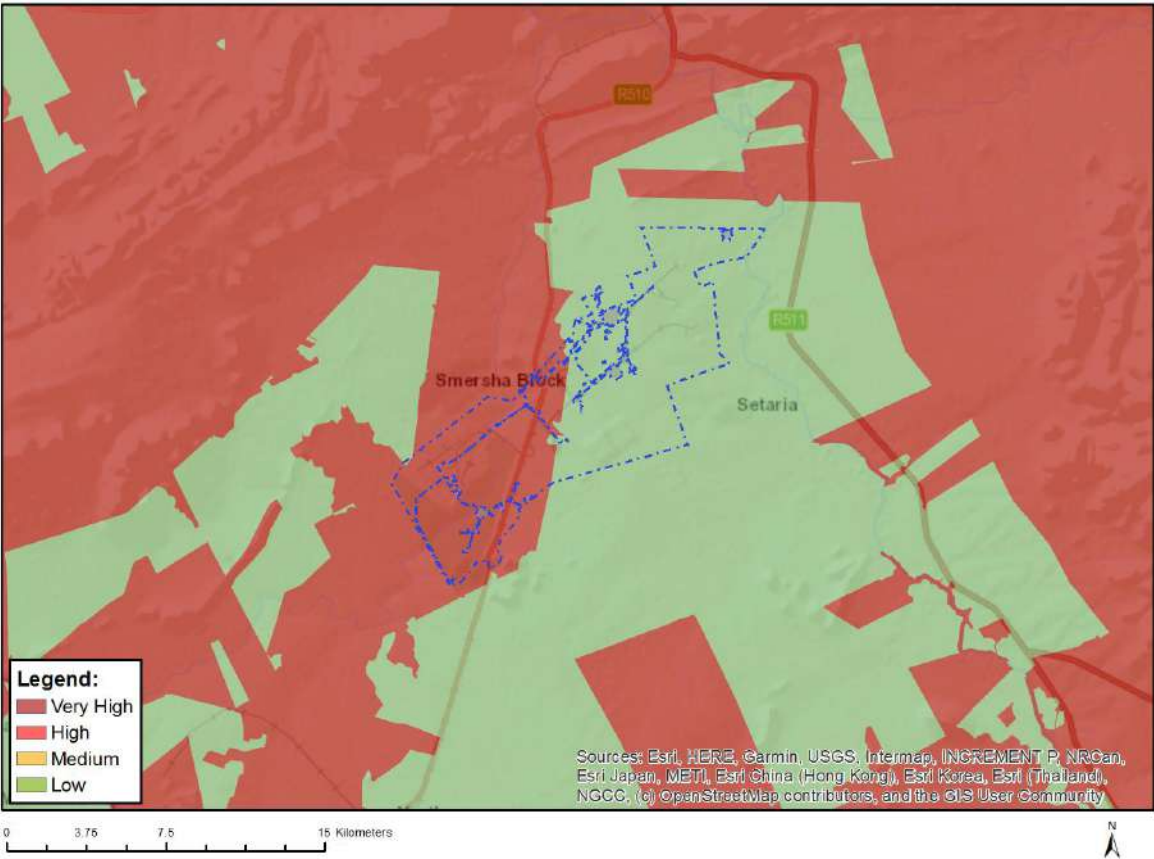 R510
R511
Smersha Block
Setaria
Legend:
Very High
High
Medium
Low
Sources: Esri, HERE, Garmin, USGS, Intermap, INCREMENT P, NRCan,
Esri Japan, METI, Esri China (Hong Kong), Esri Korea, Esri (Thailand),
NGCC, (c) OpenStreetMap contributors, and the GIS User Community
0 3.75 7.5 15 Kilometers
N